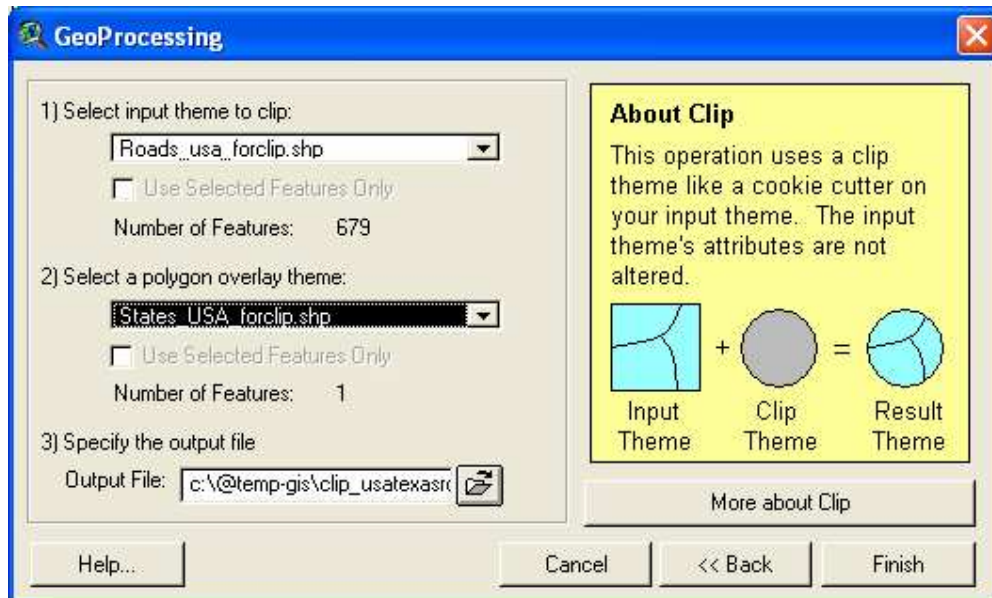 GeoProcessing
1) Select input theme to clip:
Roads_usa_forclip.shp
Use Selected Features Only
Number of Features: 679
2) Select a polygon overlay theme:
States_USA_forclip.shp
Use Selected Features Only
Number of Features: 1
3) Specify the output file
Output File: c:\@temp-gis\clip_usatexasro
About Clip
This operation uses a clip
theme like a cookie cutter on
your input theme. The input
theme's attributes are not
altered.
+ =
Input Clip Result
Theme Theme Theme
More about Clip
Help... Cancel << Back Finish